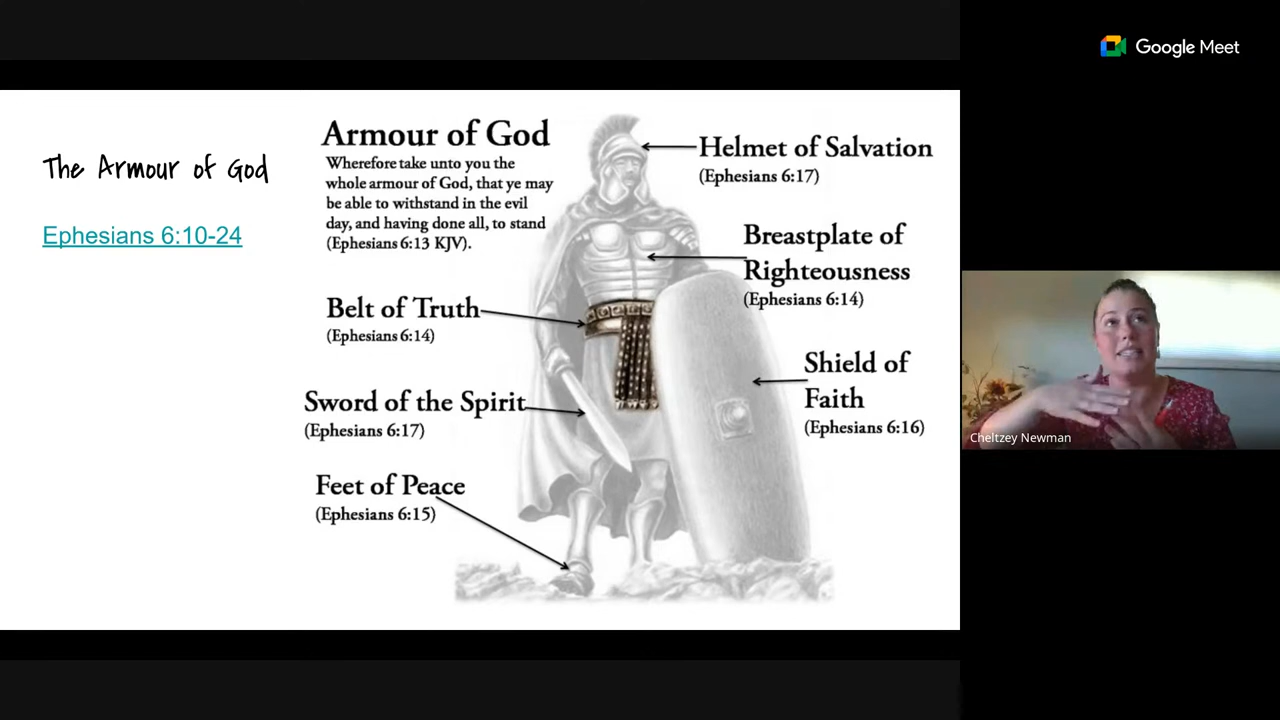 Google Meet
The Armour of God
Ephesians 6:10-24
Armour of God
Wherefore take unto you the
whole armour of God, that ye may
be able to withstand in the evil
day, and having done all, to stand
(Ephesians 6:13 KJV).
Helmet of Salvation
(Ephesians 6:17)
Breastplate of
Righteousness
(Ephesians 6:14)
Belt of Truth
(Ephesians 6:14)
Shield of
Faith
(Ephesians 6:16)
Sword of the Spirit
(Ephesians 6:17)
Feet of Peace
(Ephesians 6:15)
Cheltzey Newman